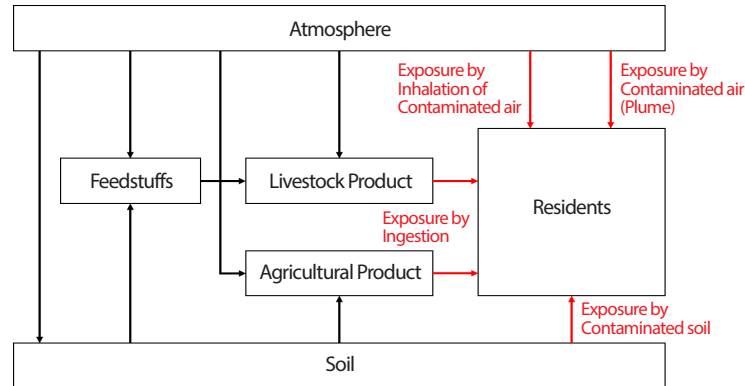 Atmosphere
Exposure by
Inhalation of
Contaminated air
Exposure by
Contaminated air
(Plume)
Feedstuffs
Livestock Product
Residents
Exposure by
Ingestion
Agricultural Product
Exposure by
Contaminated soil
Soil